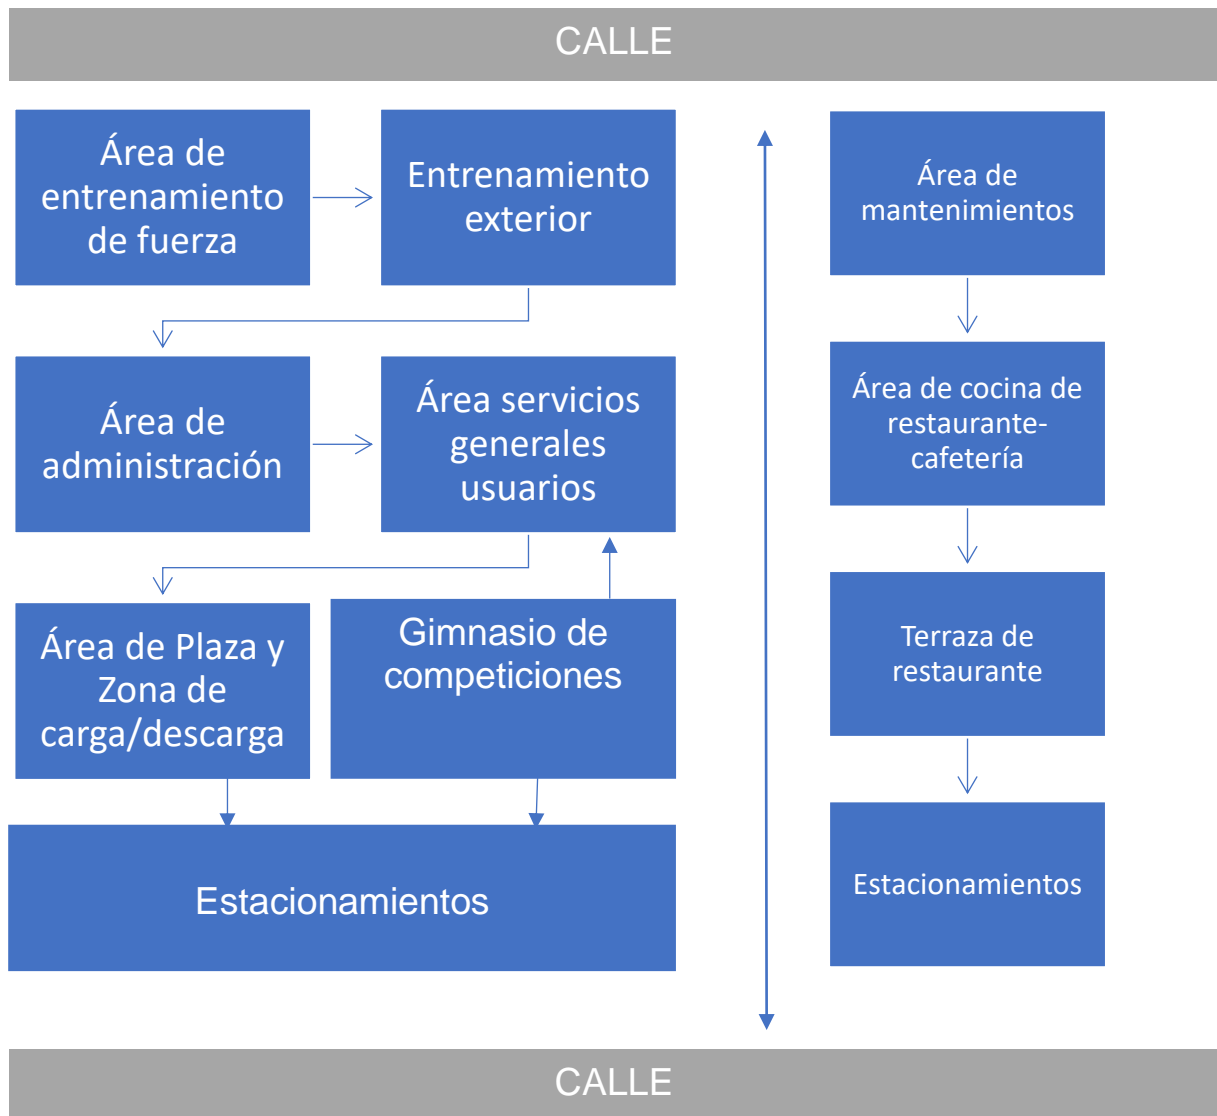 CALLE
Área de
entrenamiento
de fuerza
Entrenamiento
exterior
Área de
administración
Área servicios
generales
usuarios
Área de Plaza y
Zona de
carga/descarga
Gimnasio de
competiciones
Estacionamientos
Área de
mantenimientos
Área de cocina de
restaurante-
cafetería
Terraza de
restaurante
Estacionamientos
CALLE